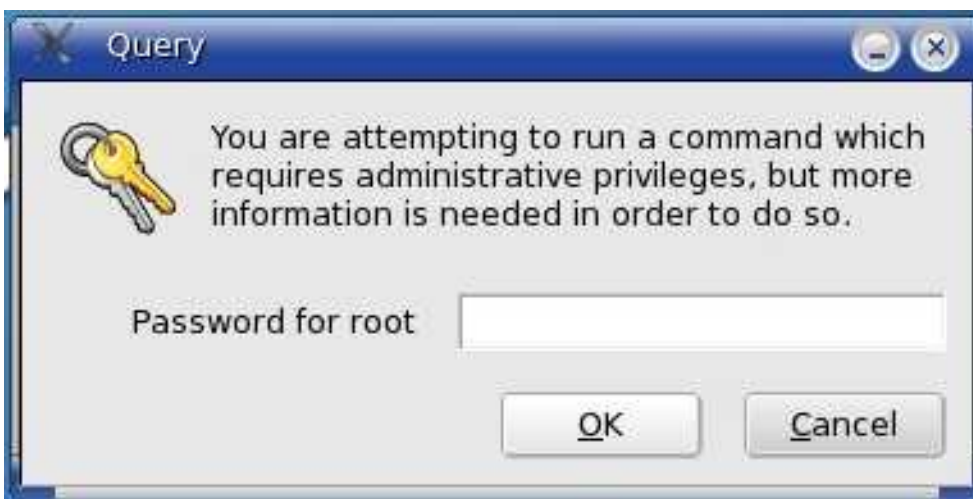 Query
You are attempting to run a command which
requires administrative privileges, but more
information is needed in order to do so.
Password for root
OK
Cancel